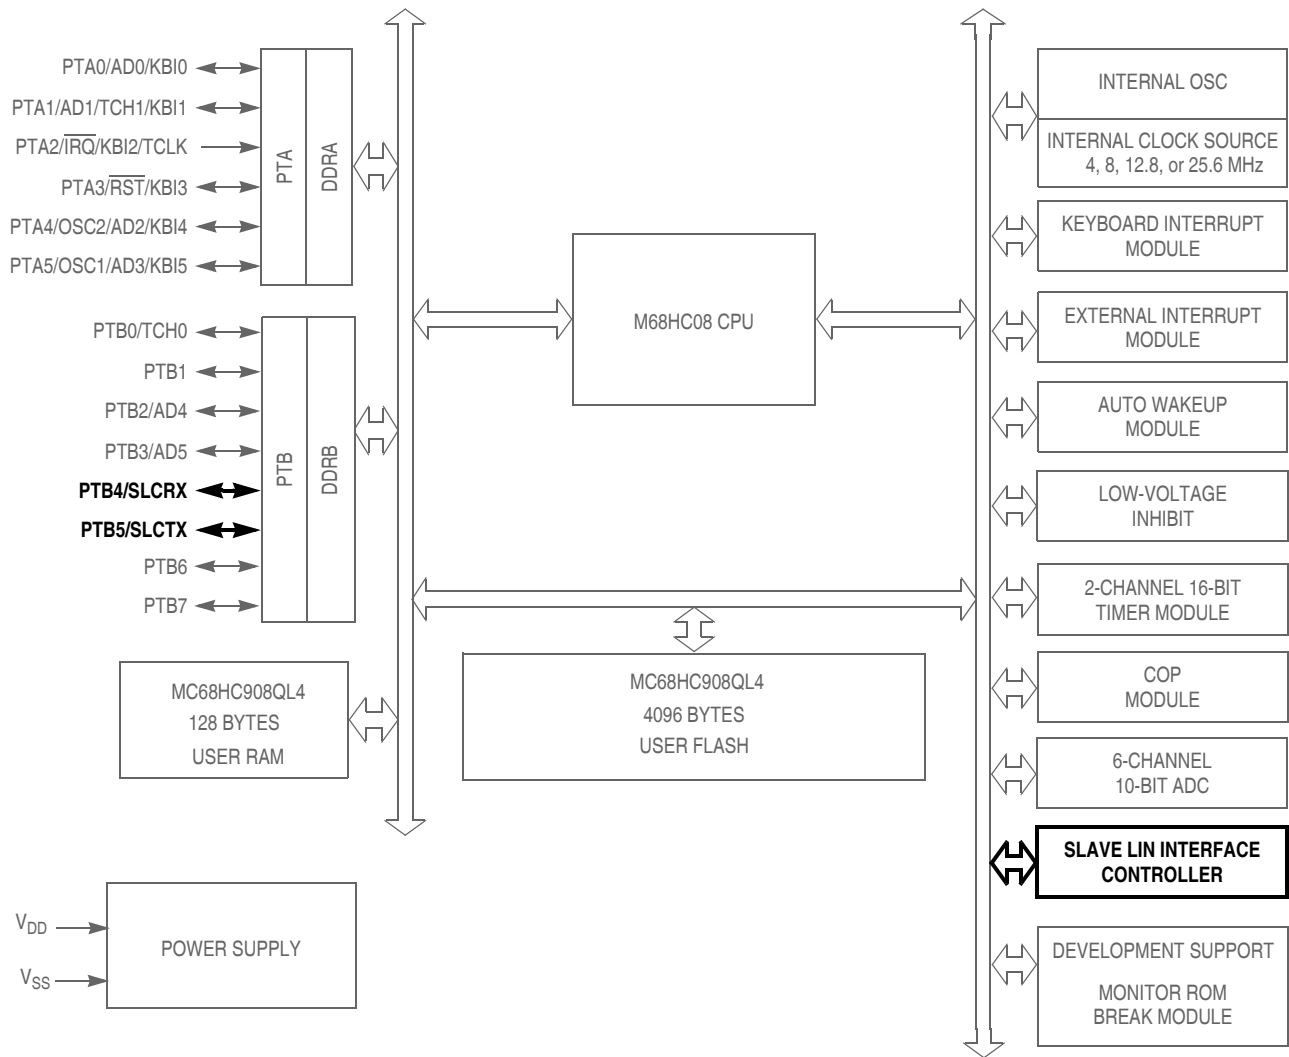 PTA0/AD0/KBI0
PTA1/AD1/TCH1/KBI1
PTA2/IRQ/KBI2/TCLK
PTA3/RST/KBI3
PTA4/OSC2/AD2/KBI4
PTA5/OSC1/AD3/KBI5
PTA
DDRA
PTB0/TCH0
PTB1
PTB2/AD4
PTB3/AD5
PTB4/SLCRX
PTB5/SLCTX
PTB6
PTB7
PTB
DDRB
MC68HC908QL4
128 BYTES
USER RAM
VDD
VSS
POWER SUPPLY
M68HC08 CPU
MC68HC908QL4
4096 BYTES
USER FLASH
INTERNAL OSC
INTERNAL CLOCK SOURCE
4, 8, 12.8, or 25.6 MHz
KEYBOARD INTERRUPT
MODULE
EXTERNAL INTERRUPT
MODULE
AUTO WAKEUP
MODULE
LOW-VOLTAGE
INHIBIT
2-CHANNEL 16-BIT
TIMER MODULE
COP
MODULE
6-CHANNEL
10-BIT ADC
SLAVE LIN INTERFACE
CONTROLLER
DEVELOPMENT SUPPORT
MONITOR ROM
BREAK MODULE